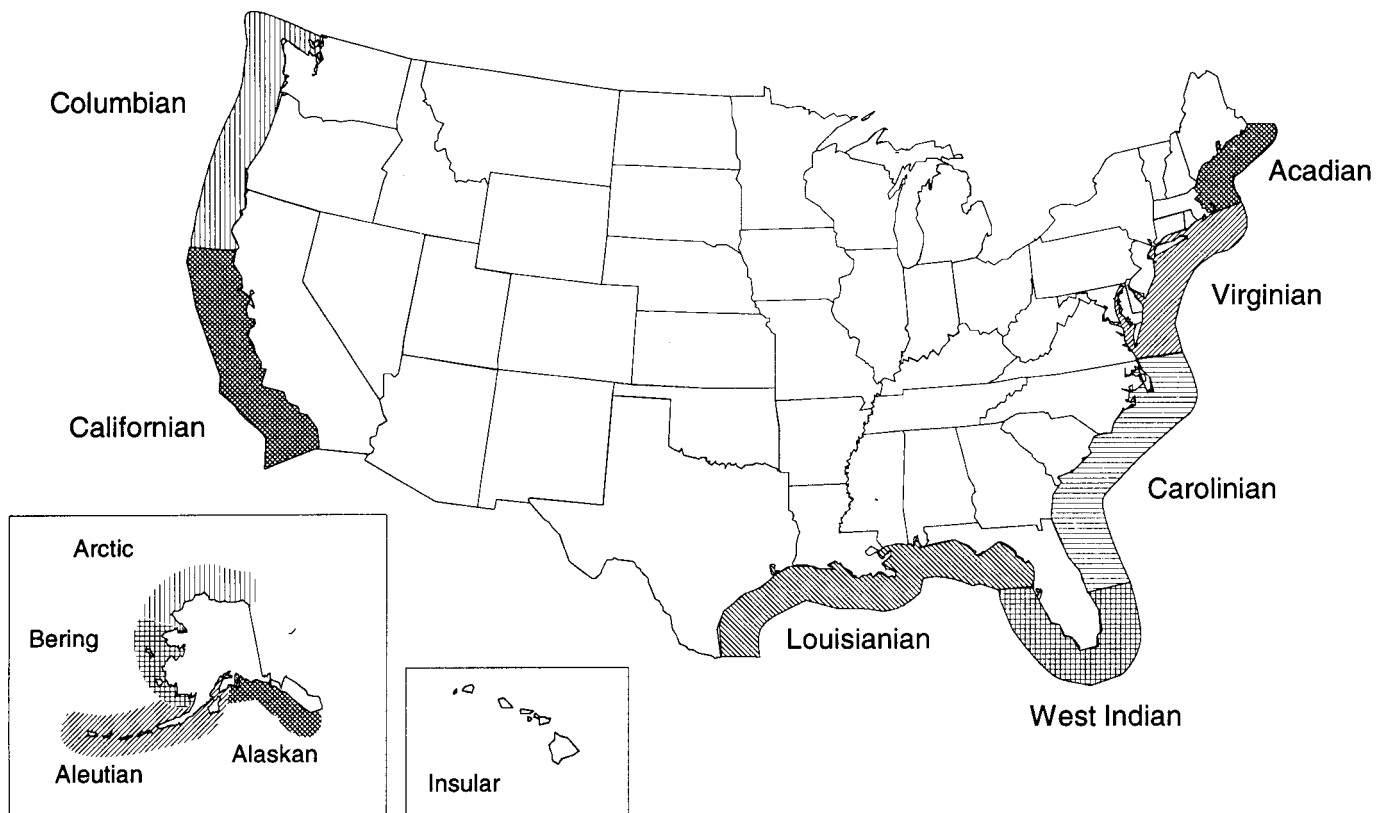 Columbian
Acadian
Virginian
Californian
Carolinian
Arctic
Bering
Louisianian
West Indian
Alaskan
Aleutian
Insular